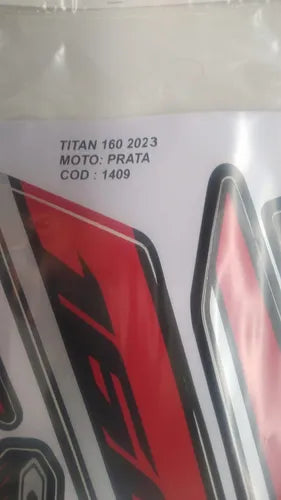 TITAN 160 2023
MOTO: PRATA
COD : 1409